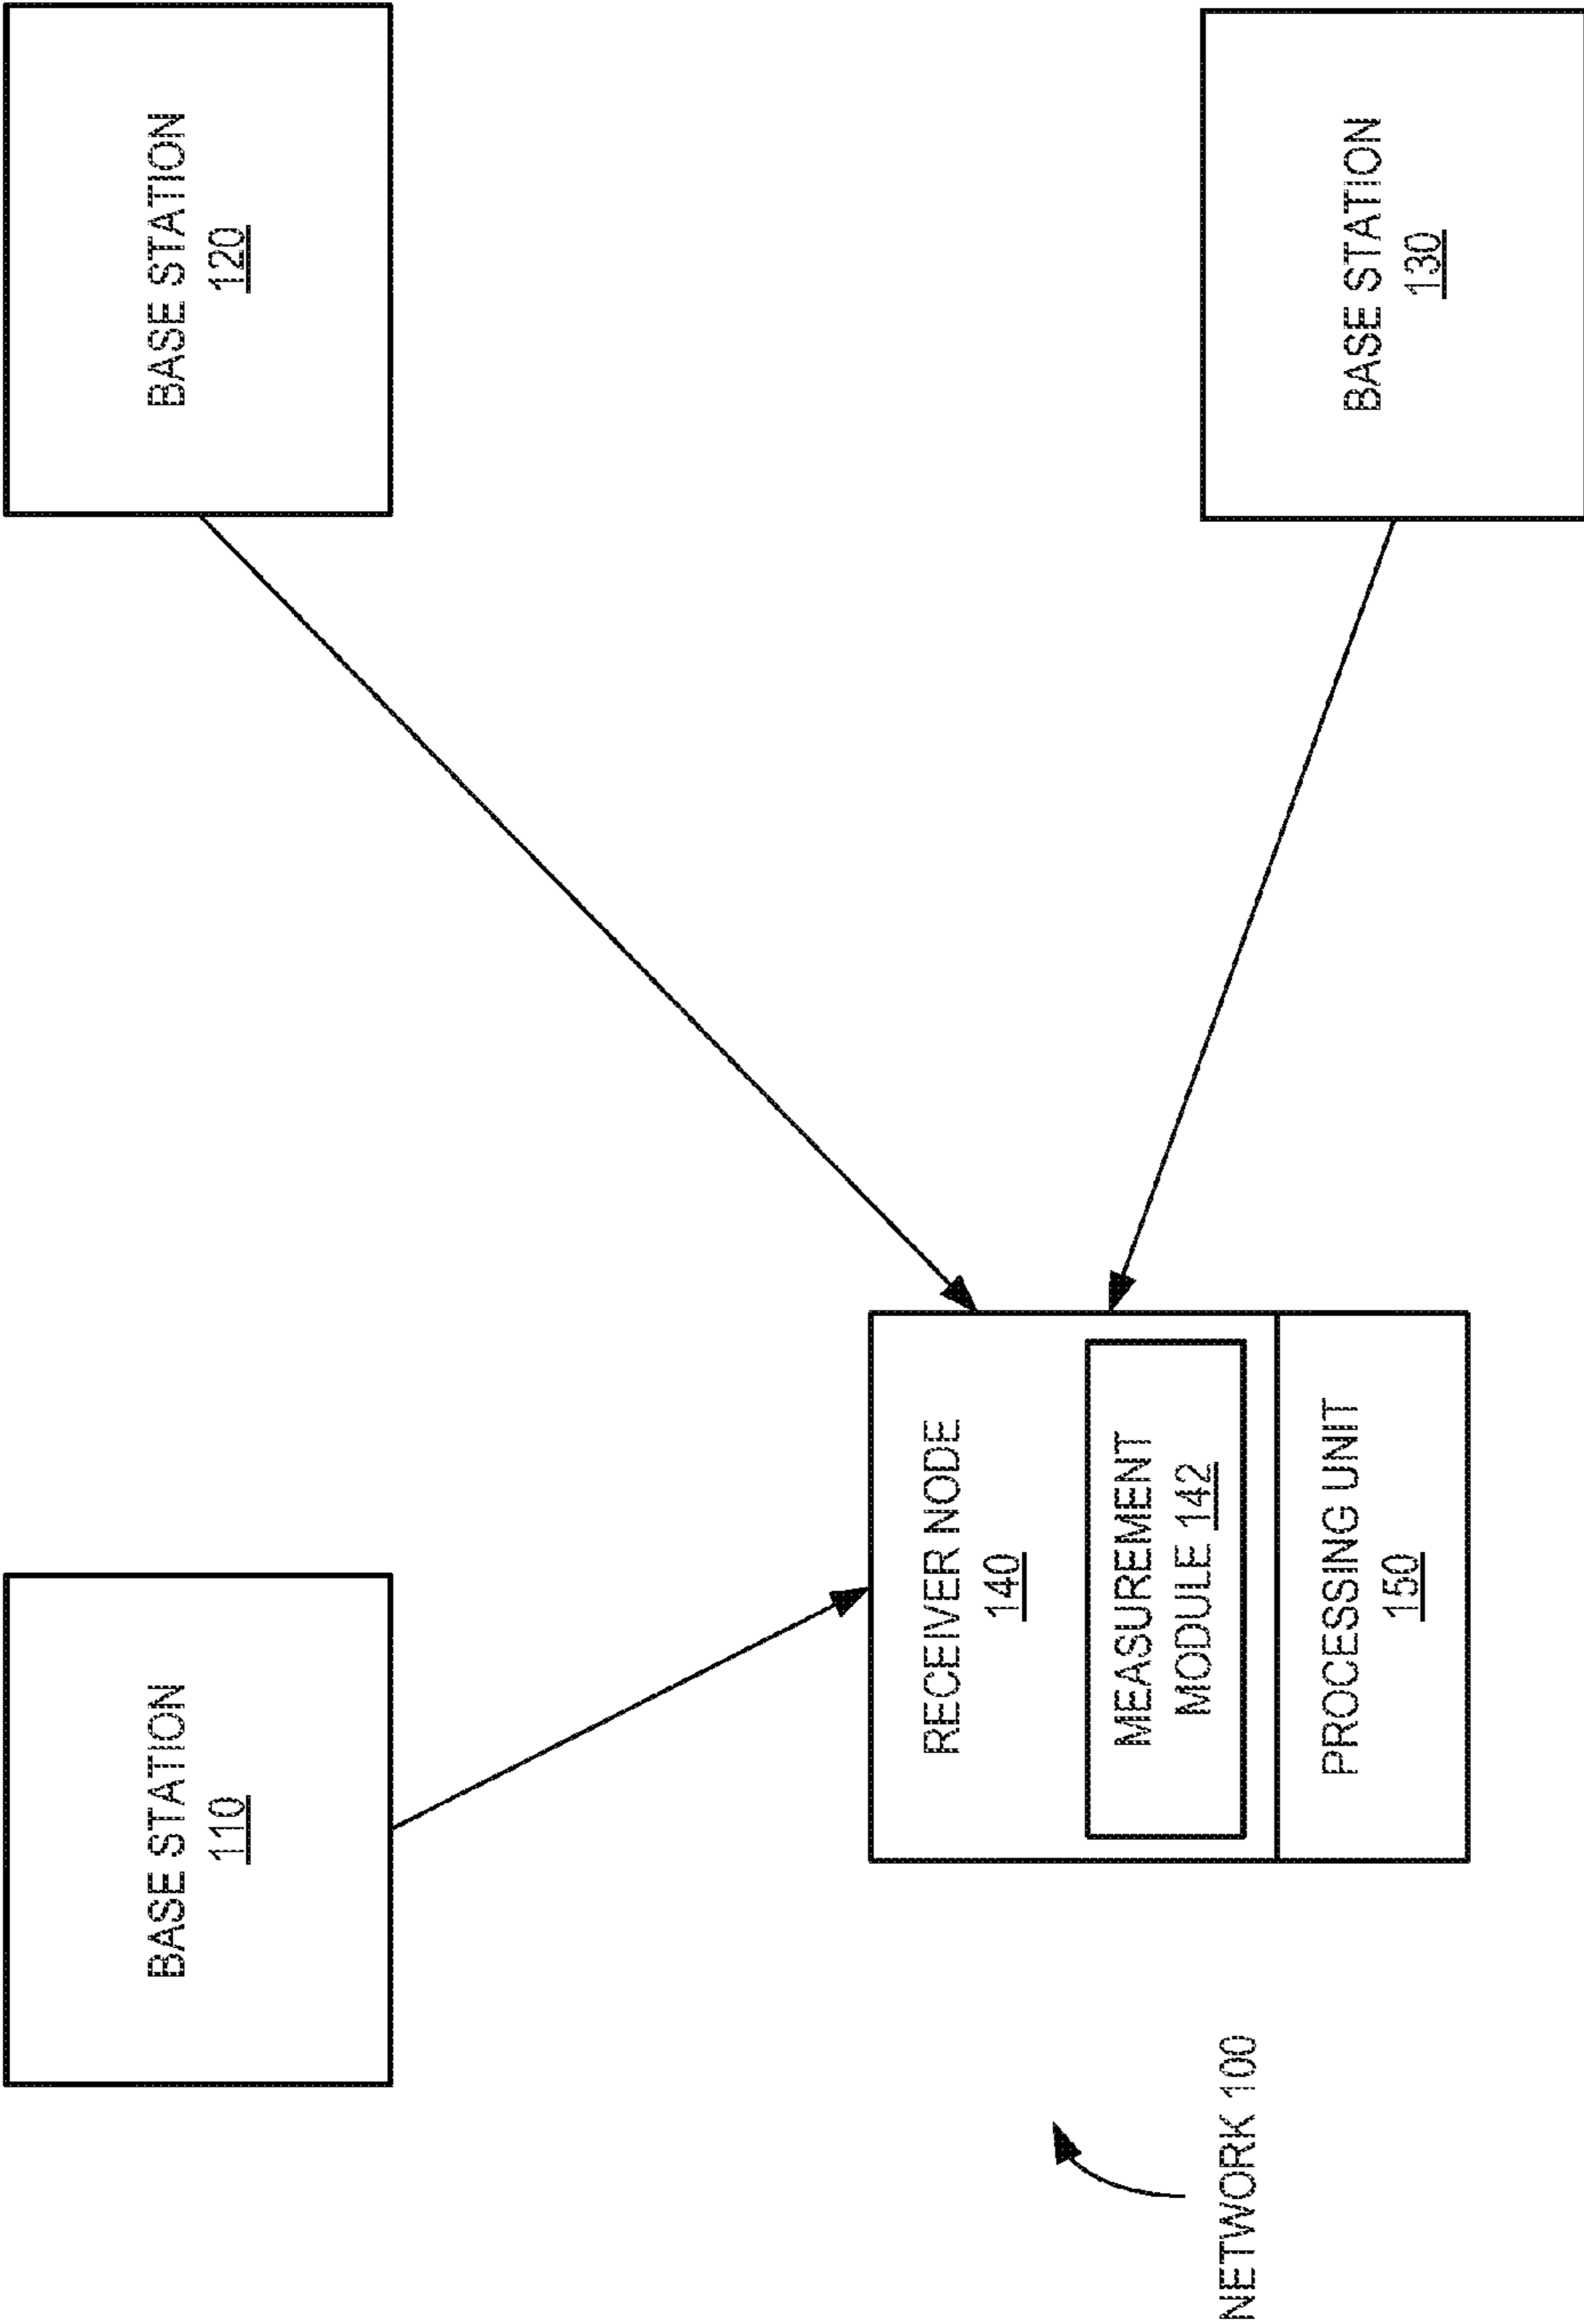 BASE STATION
110
BASE STATION
120
RECEIVER NODE
140
MEASUREMENT
MODULE 142
PROCESSING UNIT
150
BASE STATION
130
NETWORK 100